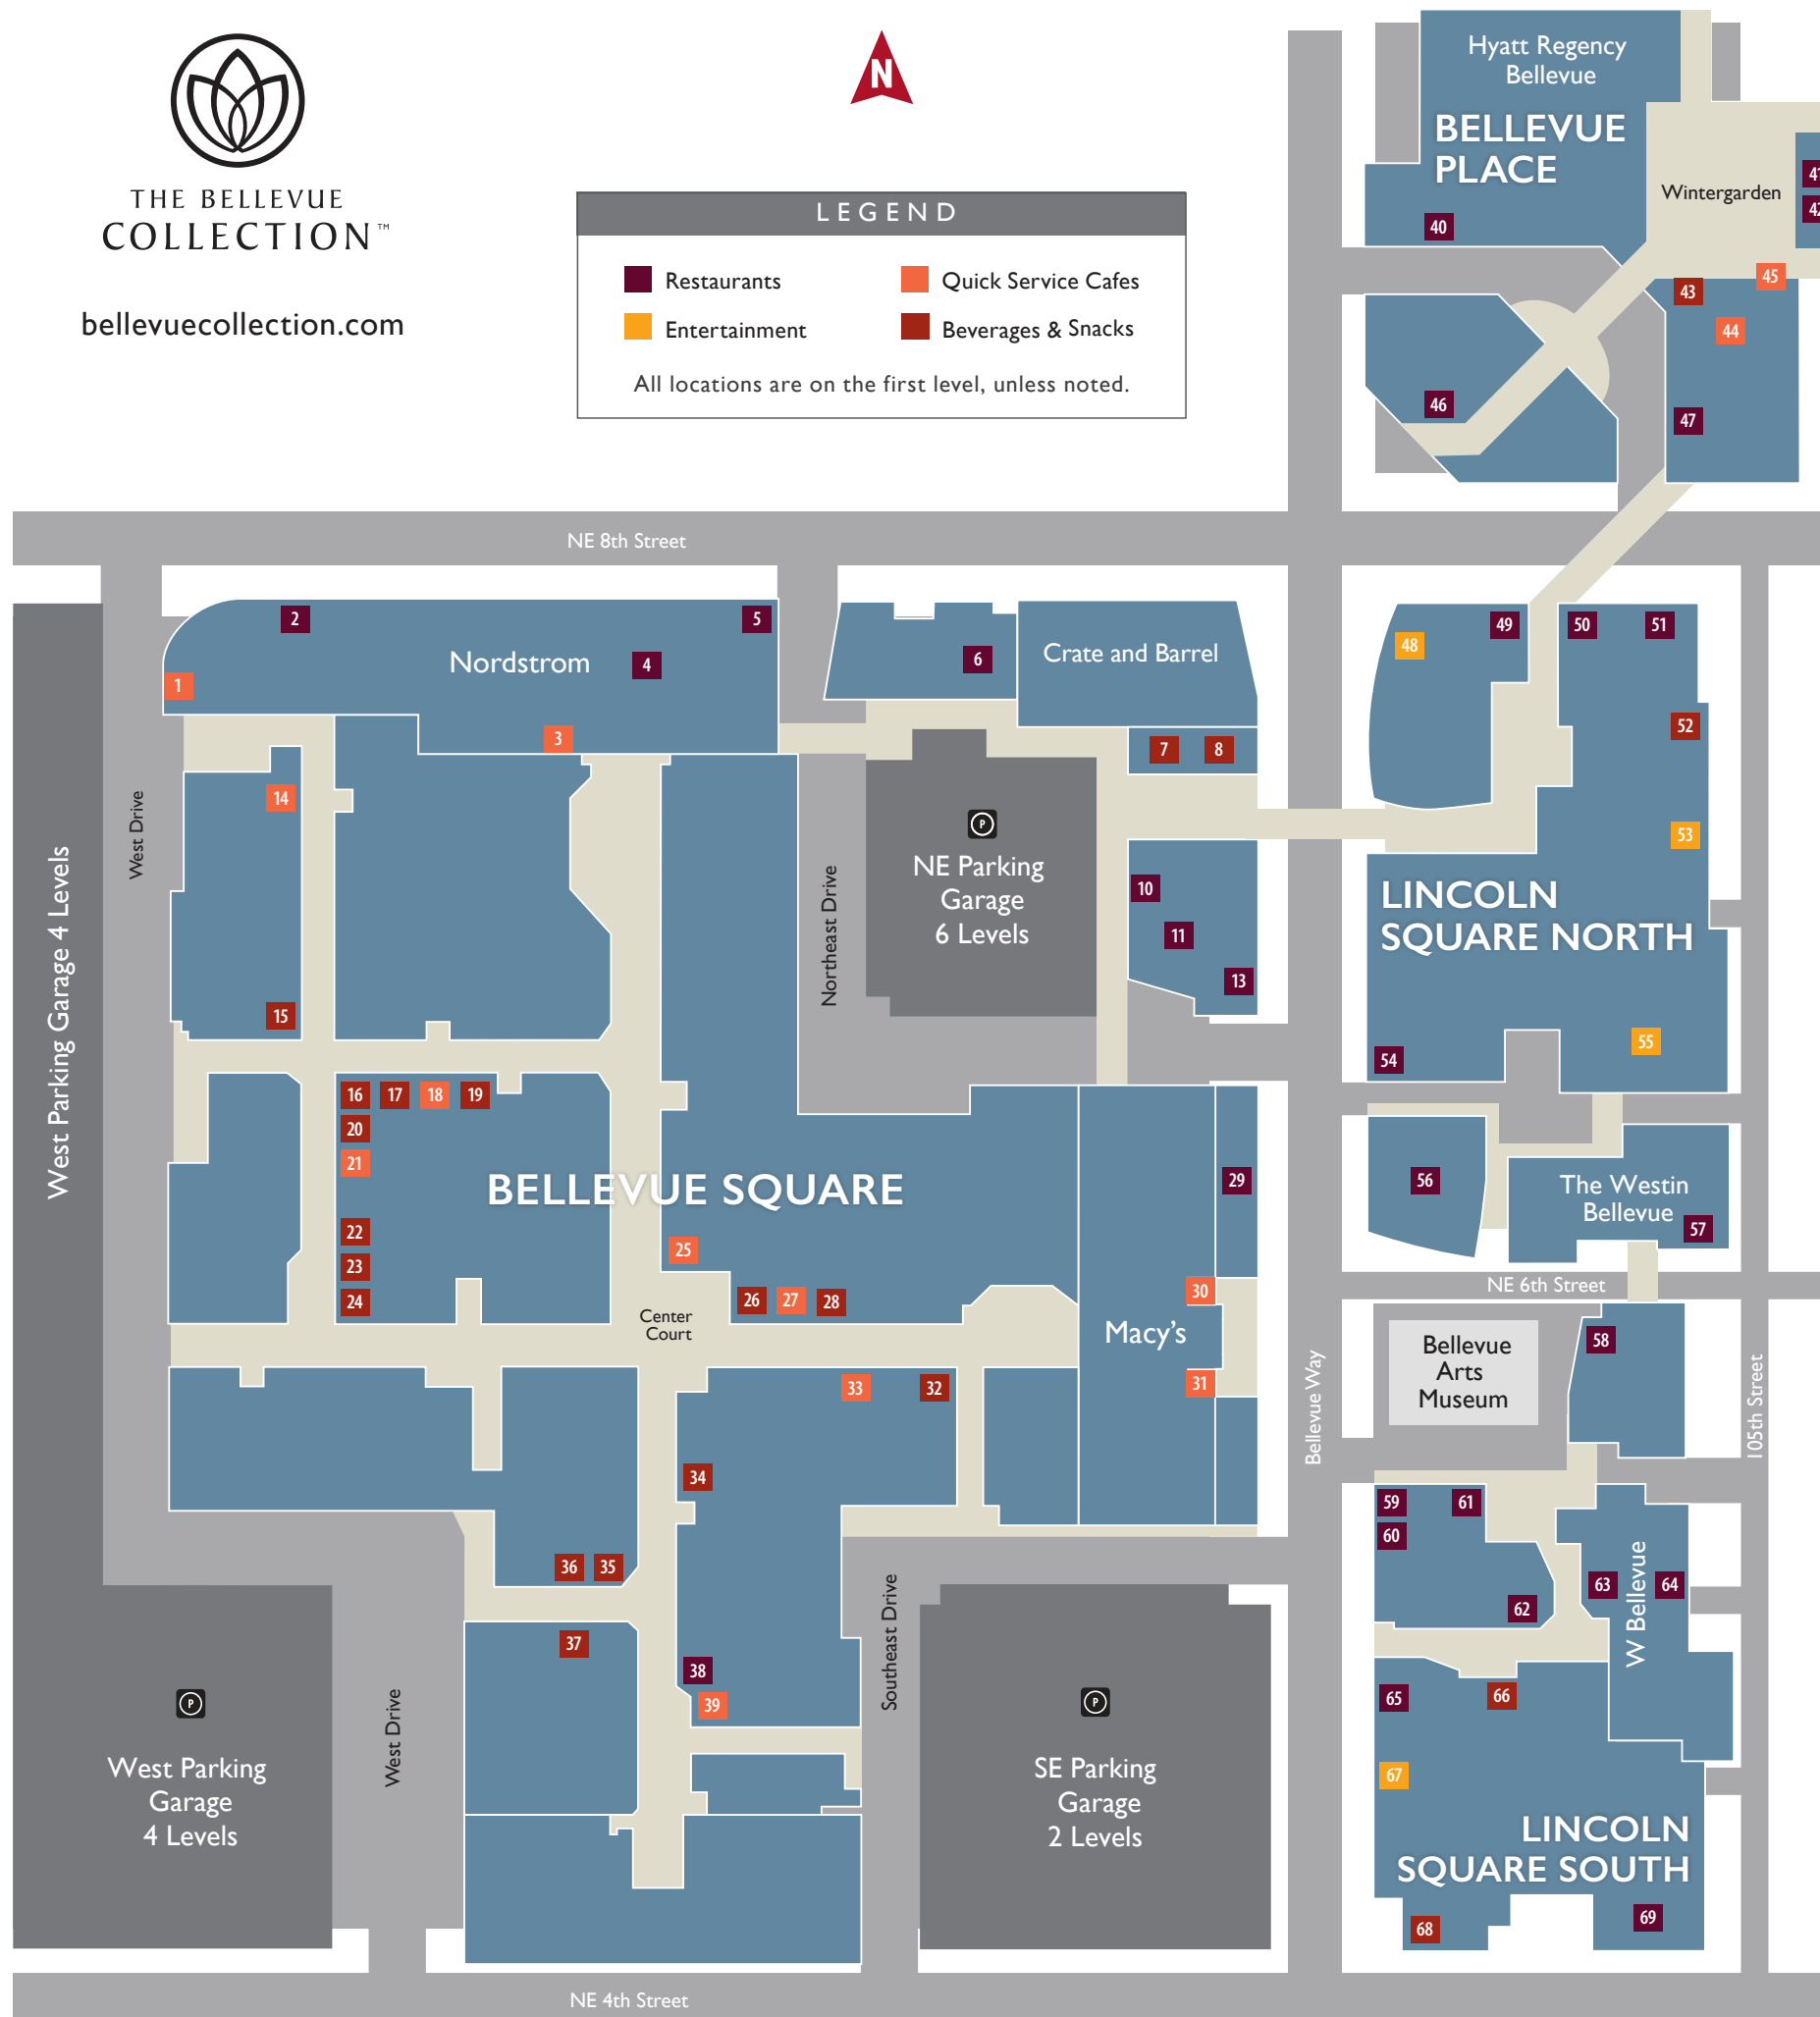 THE BELLEVUE
COLLECTION™
bellevuecollection.com
N
LEGEND
Restaurants
Quick Service Cafes
Entertainment
Beverages & Snacks
All locations are on the first level, unless noted.
Hyatt Regency
Bellevue
BELLEVUE
PLACE
Wintergarden
41
42
40
43
45
44
46
47
NE 8th Street
2
5
Nordstrom
4
1
3
6
Crate and Barrel
7
8
48
49
50
51
52
53
14
15
West Drive
West Parking Garage 4 Levels
Northeast Drive
P
NE Parking
Garage
6 Levels
10
11
13
LINCOLN
SQUARE NORTH
54
55
16
17
18
19
20
21
22
23
24
BELLEVUE SQUARE
25
26
27
28
Center
Court
29
30
Macy's
31
56
The Westin
Bellevue
57
NE 6th Street
Bellevue Way
105th Street
Bellevue
Arts
Museum
58
33
32
34
36
35
37
38
39
Southeast Drive
59
61
60
62
63
64
W Bellevue
65
66
67
LINCOLN
SQUARE SOUTH
68
69
P
West Parking
Garage
4 Levels
West Drive
P
SE Parking
Garage
2 Levels
NE 4th Street